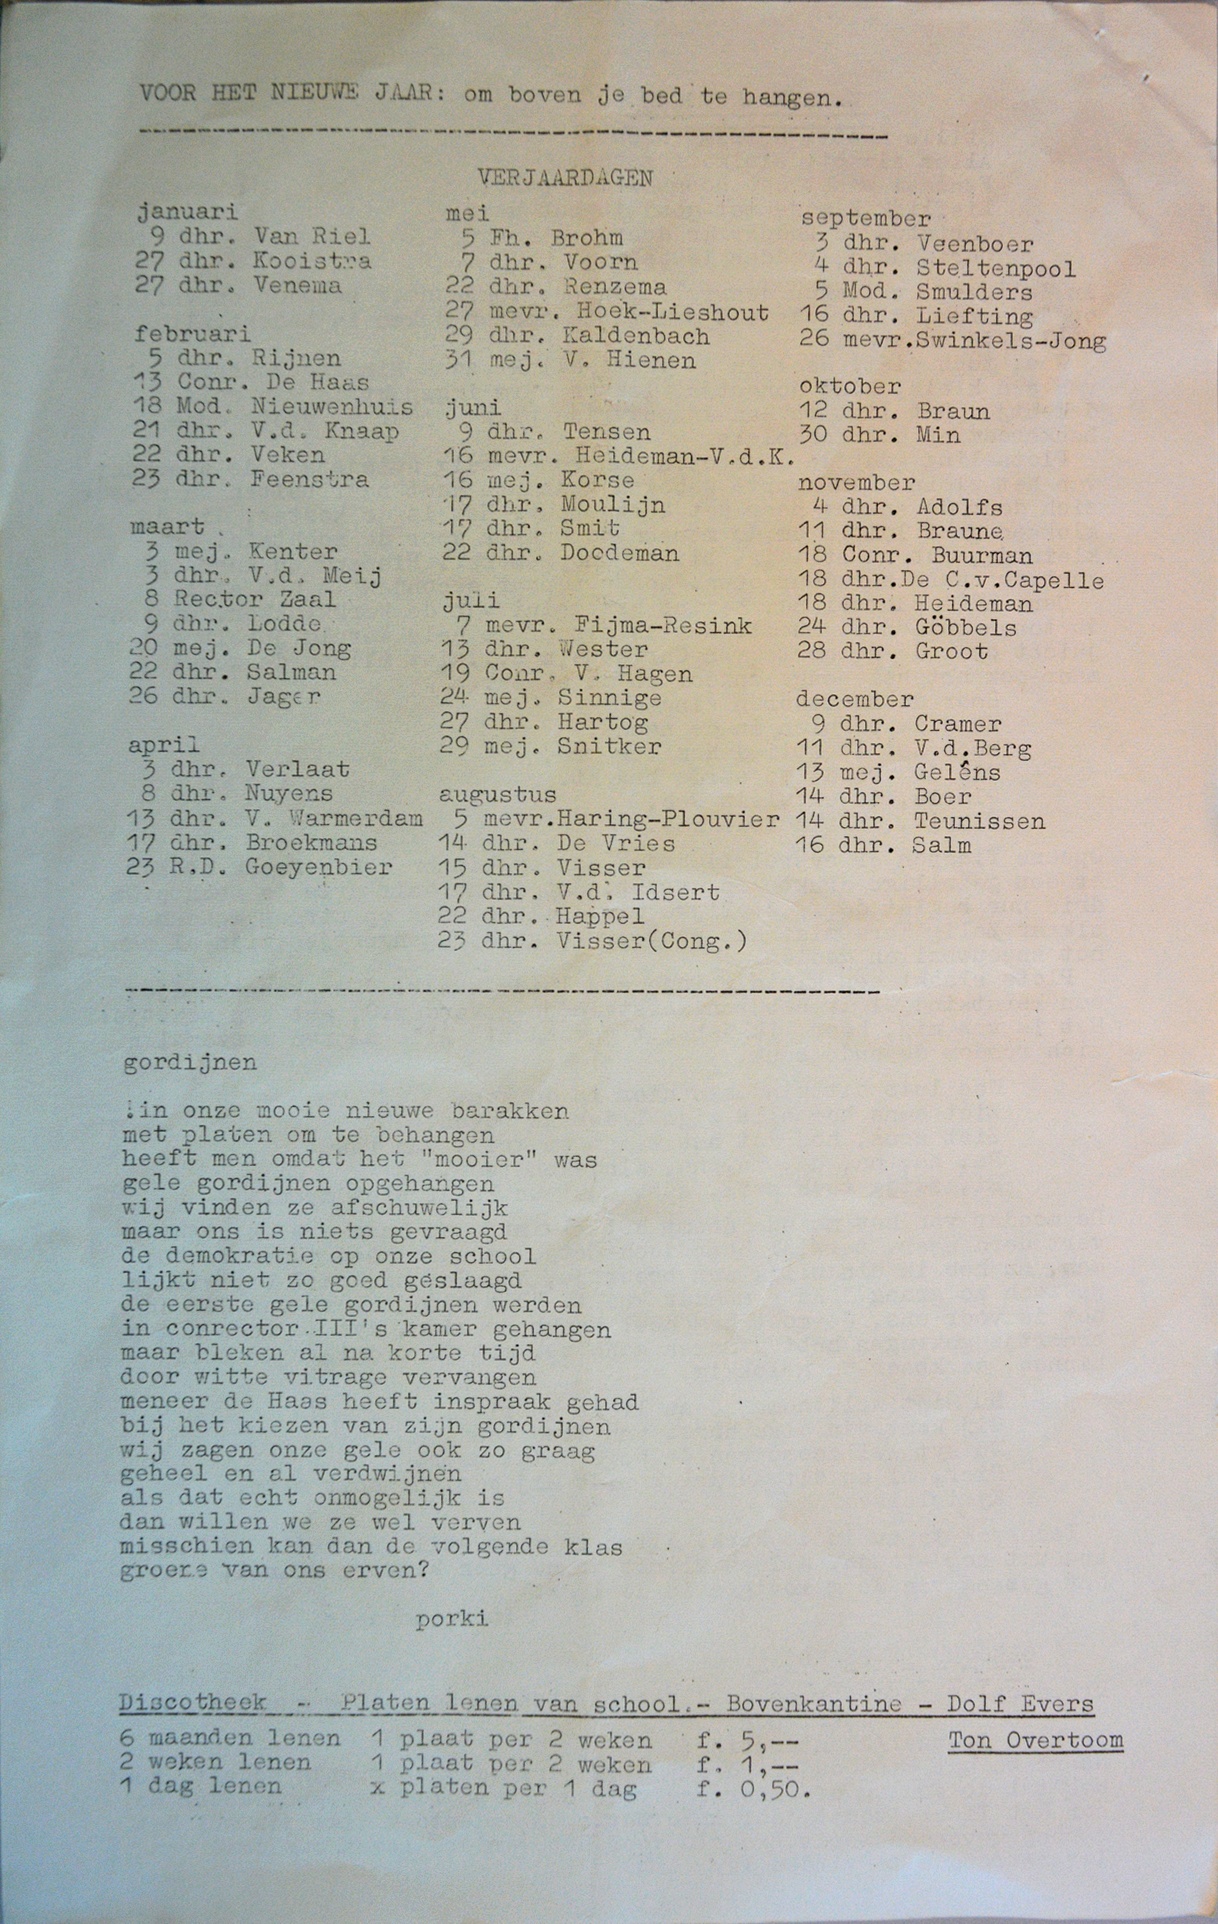 VOOR HET NIEUWE JAAR: om boven je bed te hangen.
VERJAARDAGEN
januari
9 dhr. Van Riel
27 dhr. Kooistra
27 dhr. Venema
februari
5 dhr. Rijnen
13 Conr. De Haas
18 Mod. Nieuwenhuis
21 dhr. V.d. Knaap
22 dhr. Veken
23 dhr. Feenstra
maart
3 mej. Kenter
3 dhr. V.d. Meij
8 Rector Zaal
9 dhr. Lodde
20 mej. De Jong
22 dhr. Salman
26 dhr. Jager
april
3 dhr. Verlaat
8 dhr. Nuyens
13 dhr. V. Warmerdam
17 dhr. Broekmans
23 R.D. Goeyenbier
mei
5 Fh. Brohm
7 dhr. Voorn
22 dhr. Renzema
27 mevr. Hoek-Lieshout
29 dhr. Kaldenbach
31 mej. V. Hienen
juni
9 dhr. Tensen
16 mevr. Heideman-V.d.K.
16 mej. Korse
17 dhr. Moulijn
17 dhr. Smit
22 dhr. Doodeman
juli
7 mevr. Fijma-Resink
13 dhr. Wester
19 Conr. V. Hagen
24 mej. Sinnige
27 dhr. Hartog
29 mej. Snitker
augustus
5 mevr.Haring-Plouvier
14 dhr. De Vries
15 dhr. Visser
17 dhr. V.d. Idsert
22 dhr. Happel
23 dhr. Visser(Cong.)
september
3 dhr. Veenboer
4 dhr. Steltenpool
5 Mod. Smulders
16 dhr. Liefting
26 mevr.Swinkels-Jong
oktober
12 dhr. Braun
30 dhr. Min
november
4 dhr. Adolfs
11 dhr. Braune
18 Conr. Buurman
18 dhr.De C.v.Capelle
18 dhr. Heideman
24 dhr. Göbbels
28 dhr. Groot
december
9 dhr. Cramer
11 dhr. V.d.Berg
13 mej. Gelêns
14 dhr. Boer
14 dhr. Teunissen
16 dhr. Salm
gordijnen
in onze mooie nieuwe barakken
met platen om te behangen
heeft men omdat het "mooier" was
gele gordijnen opgehangen
wij vinden ze afschuwelijk
maar ons is niets gevraagd
de demokratie op onze school
lijkt niet zo goed geslaagd
de eerste gele gordijnen werden
in conrector III's kamer gehangen
maar bleken al na korte tijd
door witte vitrage vervangen
meneer de Haas heeft inspraak gehad
bij het kiezen van zijn gordijnen
wij zagen onze gele ook zo graag
geheel en al verdwijnen
als dat echt onmogelijk is
dan willen we ze wel verven
misschien kan dan de volgende klas
groene van ons erven?
porki
Discotheek - Platen lenen van school.- Bovenkantine - Dolf Evers
6 maanden lenen 1 plaat per 2 weken f. 5,-- Ton Overtoom
2 weken lenen 1 plaat per 2 weken f. 1,--
1 dag lenen x platen per 1 dag f. 0,50.